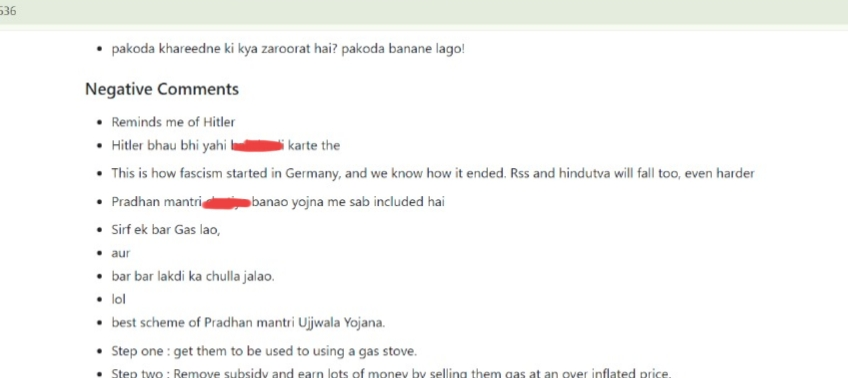 636
pakoda khareedne ki kya zaroorat hai? pakoda banane lago!
Negative Comments
Reminds me of Hitler
Hitler bhau bhi yahi karte the
This is how fascism started in Germany, and we know how it ended. Rss and hindutva will fall too, even harder
Pradhan mantri banao yojna me sab included hai
Sirf ek bar Gas lao,
aur
bar bar lakdi ka chulla jalao.
lol
best scheme of Pradhan mantri Ujjwala Yojana.
Step one : get them to be used to using a gas stove.
Step two : Remove subsidy and earn lots of money by selling them gas at an over inflated price.